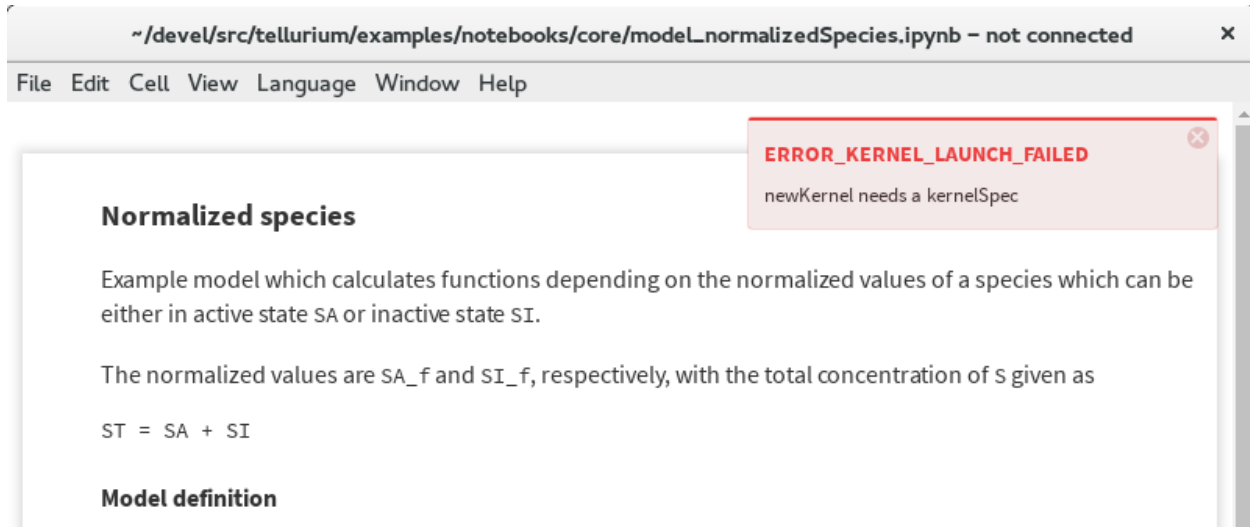 ~/devel/src/tellurium/examples/notebooks/core/model_normalizedSpecies.ipynb – not connected
File Edit Cell View Language Window Help
ERROR_KERNEL_LAUNCH_FAILED
newKernel needs a kernelSpec
Normalized species
Example model which calculates functions depending on the normalized values of a species which can be
either in active state SA or inactive state SI.
The normalized values are SA_f and SI_f, respectively, with the total concentration of S given as
ST = SA + SI
Model definition